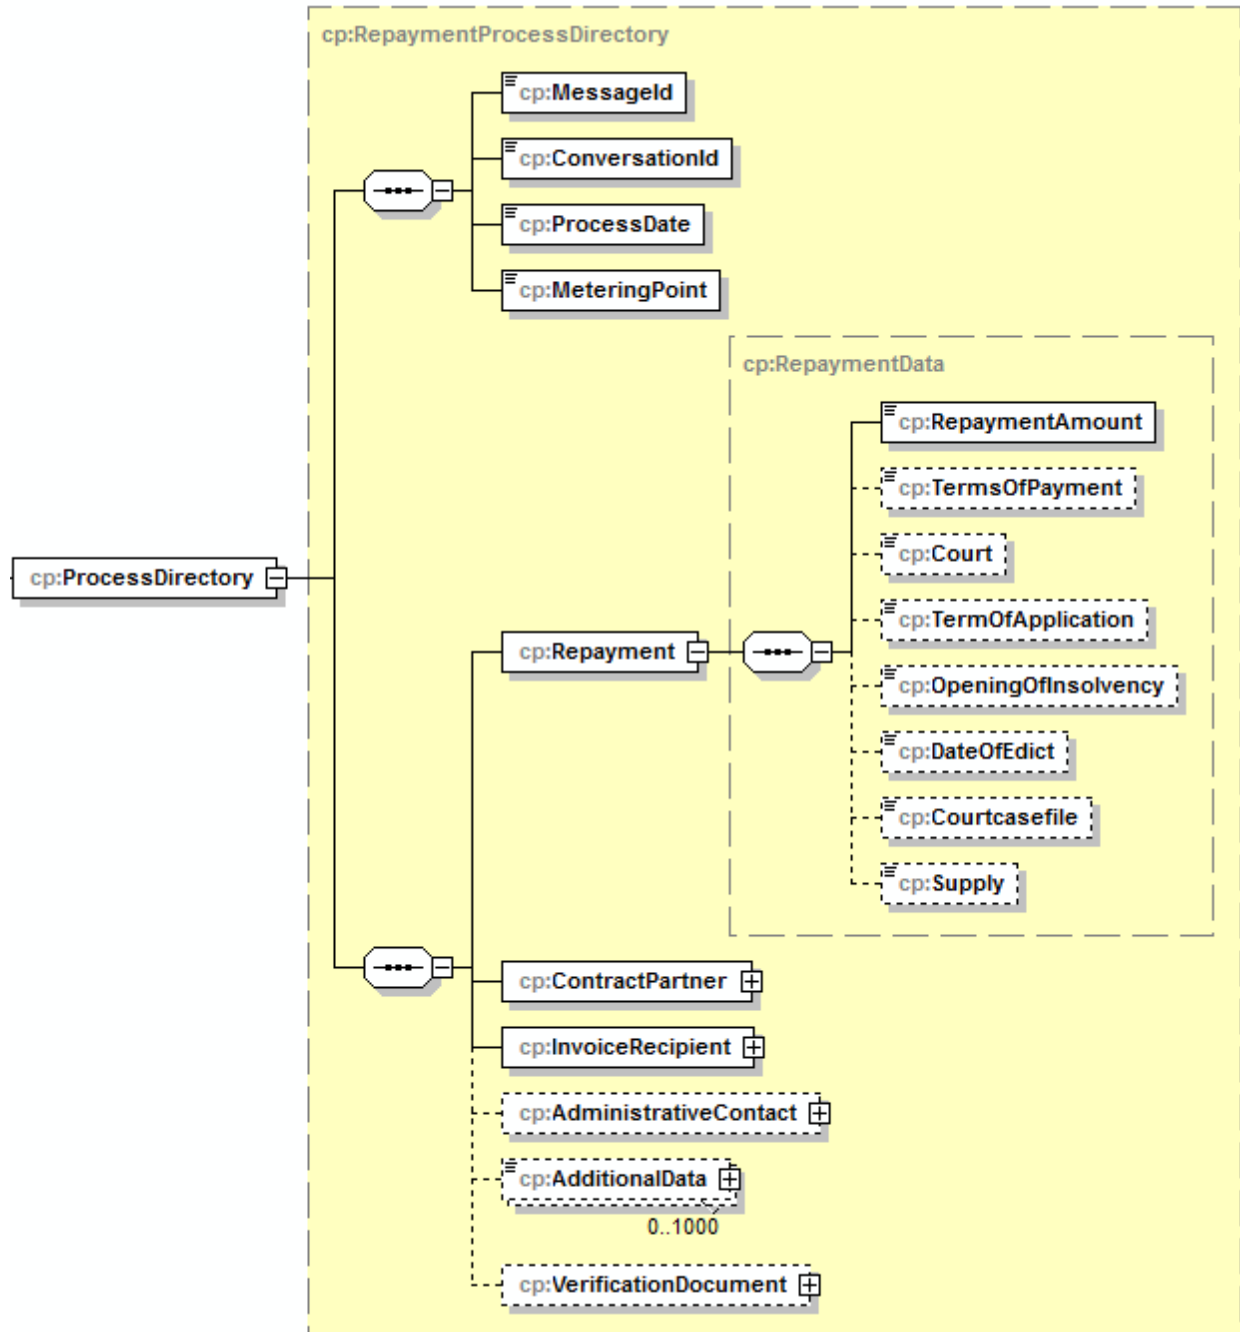 cp:RepaymentProcessDirectory
cp:MessageId
cp:ConversationId
cp:ProcessDate
cp:MeteringPoint
cp:RepaymentData
cp:RepaymentAmount
cp:TermsOfPayment
cp:Court
cp:ProcessDirectory
cp:TermOfApplication
cp:Repayment
cp:OpeningOfInsolvency
cp:DateOfEdict
cp:Courtcasefile
cp:Supply
cp:ContractPartner
cp:InvoiceRecipient
cp:AdministrativeContact
cp:AdditionalData
0..1000
cp:VerificationDocument